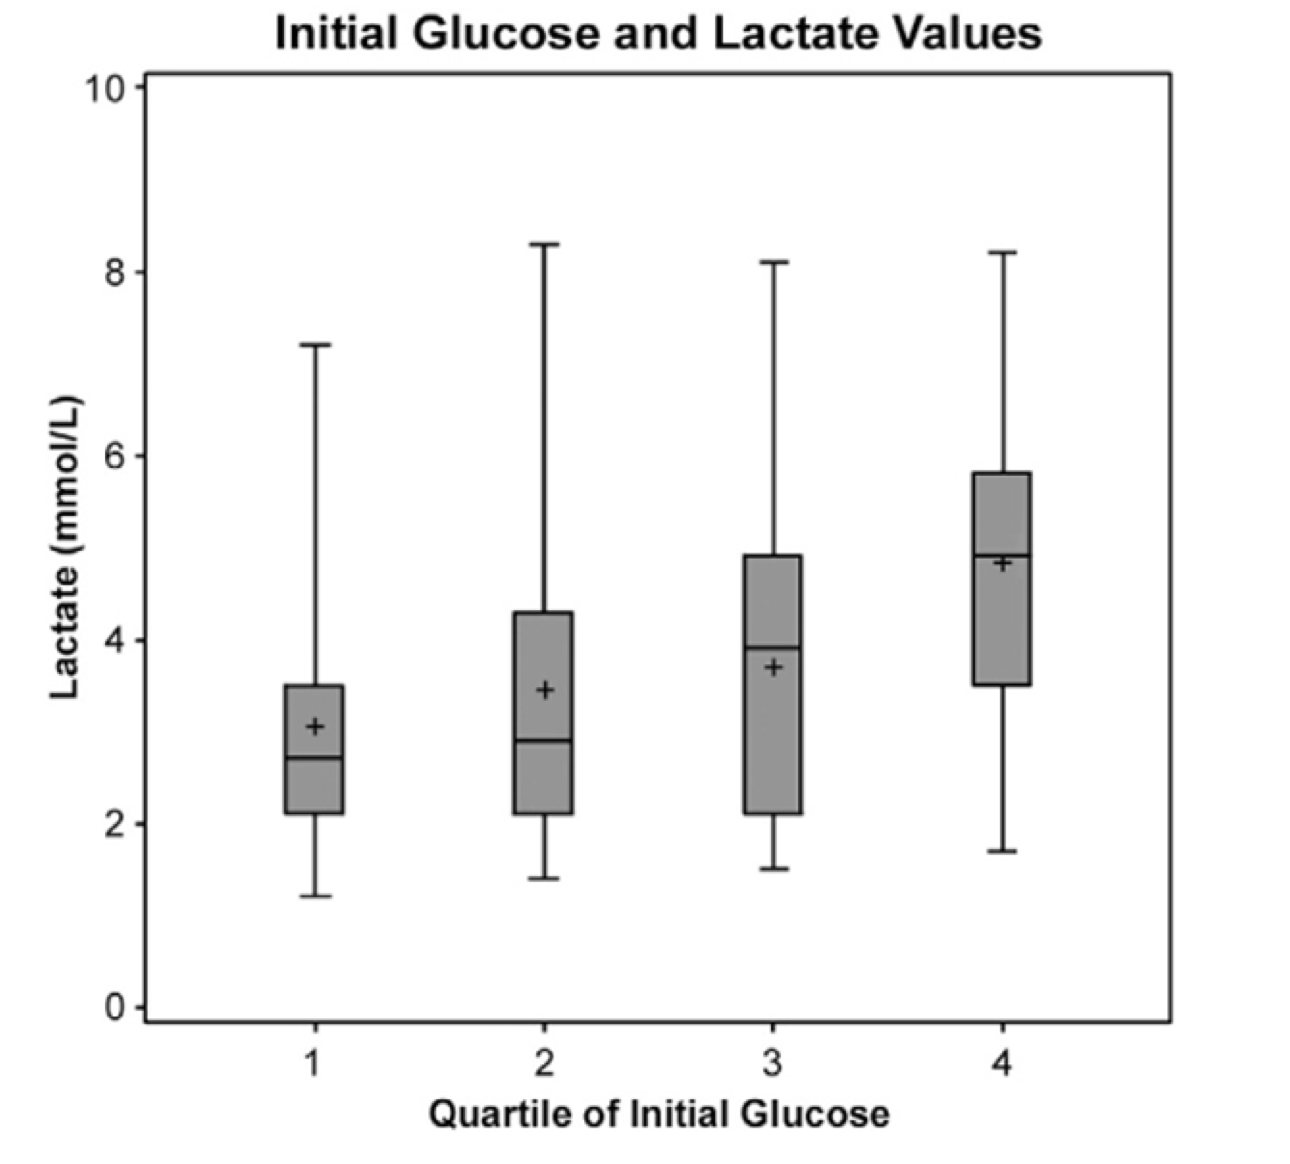 Initial Glucose and Lactate Values
10
8
6
4
2
0
Lactate (mmol/L)
1 2 3 4
Quartile of Initial Glucose